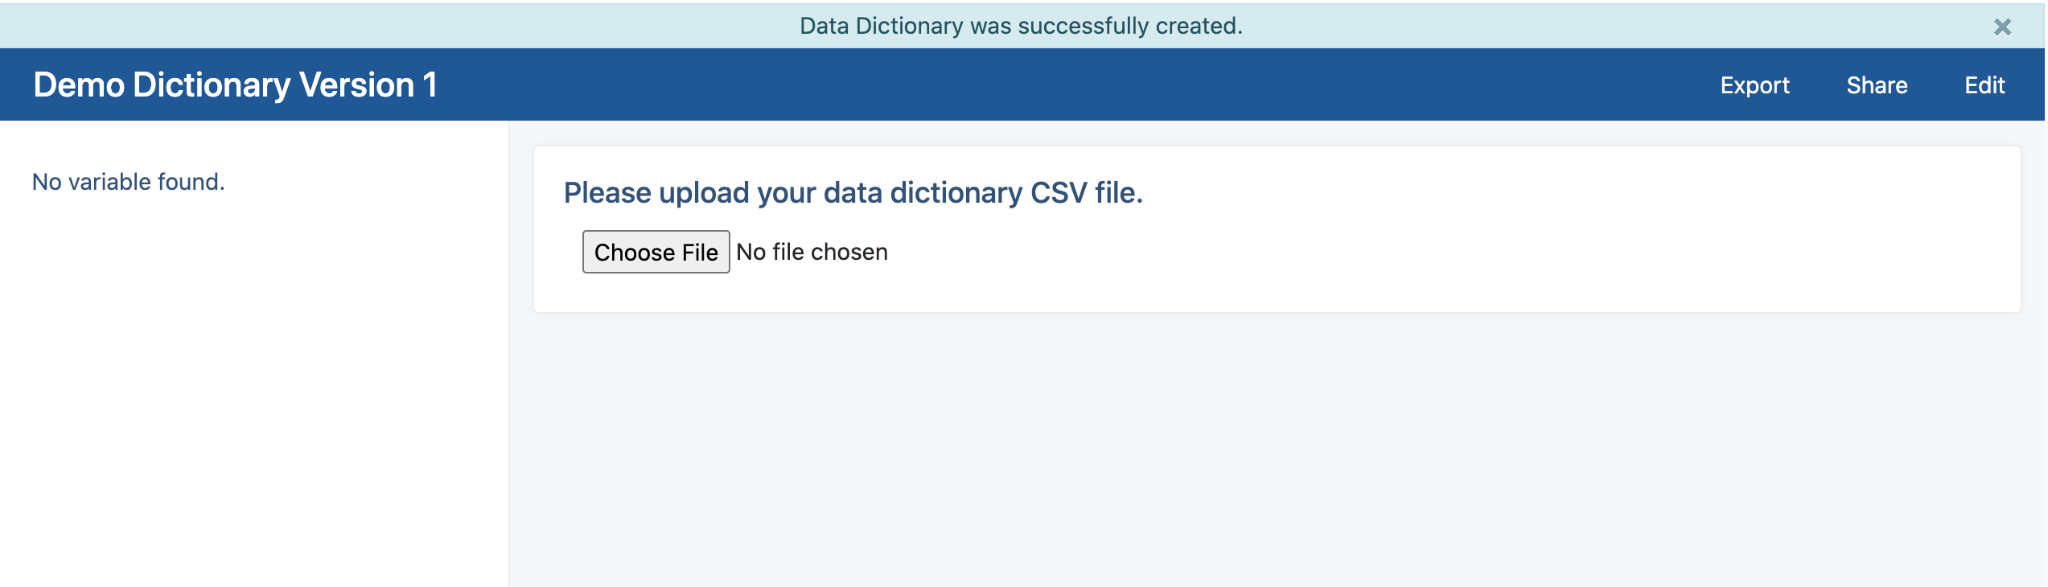 Data Dictionary was successfully created. ×
Demo Dictionary Version 1 Export Share Edit
No variable found.
Please upload your data dictionary CSV file.
Choose File No file chosen